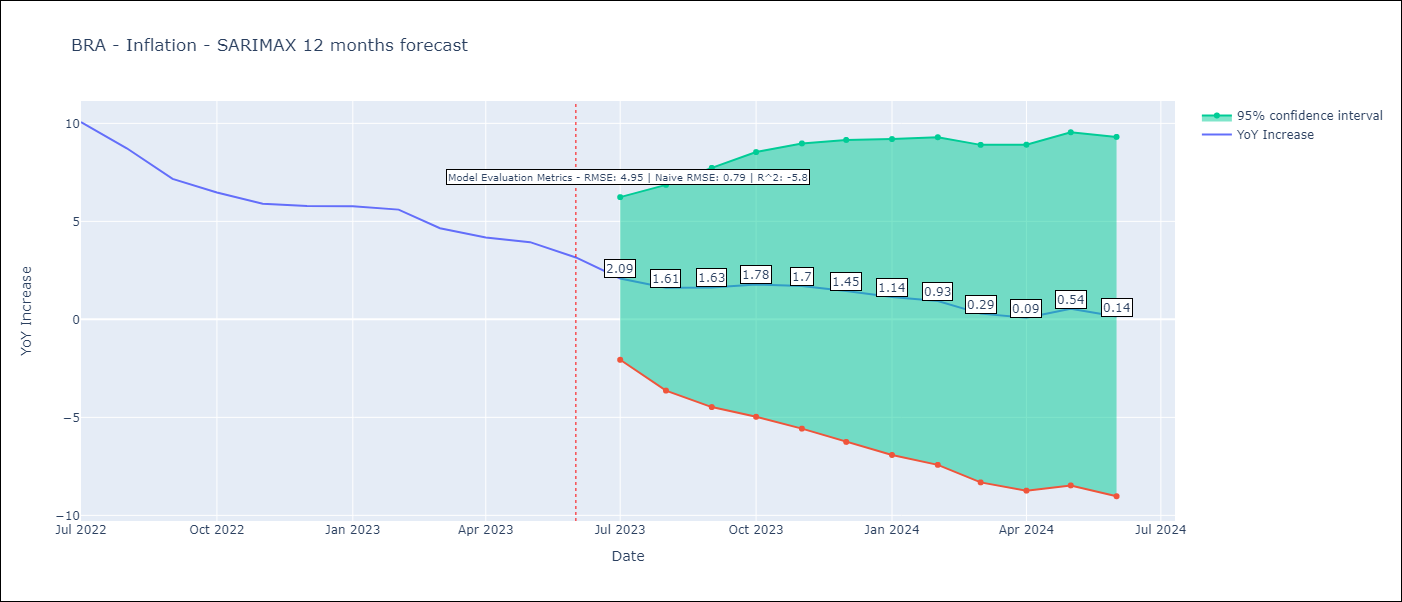 BRA - Inflation - SARIMAX 12 months forecast
95% confidence interval
YoY Increase
Model Evaluation Metrics - RMSE: 4.95 | Naive RMSE: 0.79 | R^2: -5.8
YoY Increase
10
5
0
−5
−10
2.09
1.61
1.63
1.78
1.7
1.45
1.14
0.93
0.29
0.09
0.54
0.14
Jul 2022
Oct 2022
Jan 2023
Apr 2023
Jul 2023
Oct 2023
Jan 2024
Apr 2024
Jul 2024
Date